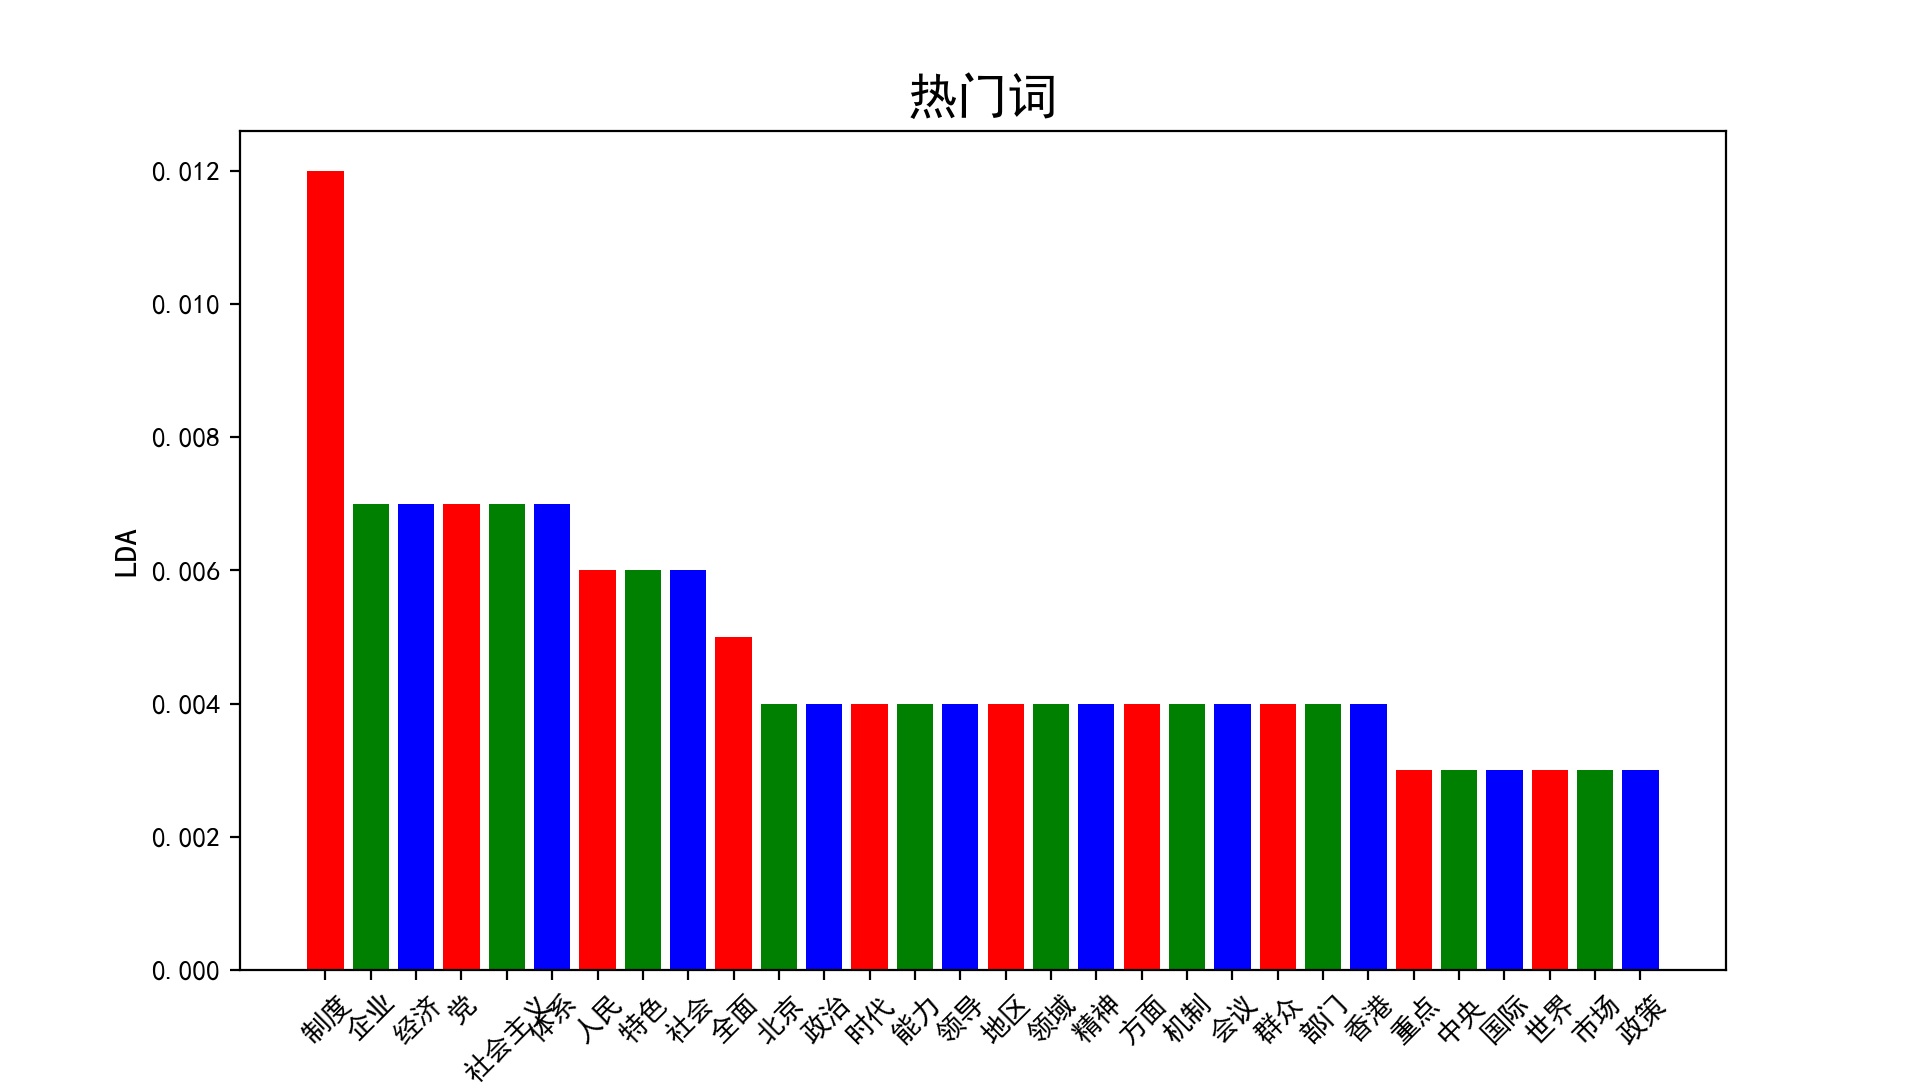 热门词
0.012
0.010
0.008
0.006
0.004
0.002
0.000
LDA
制度
企业
经济
党
社会主义
体系
人民
特色
社会
全面
北京
政治
时代
能力
领导
地区
领域
精神
方面
机制
会议
群众
部门
香港
重点
中央
国际
世界
市场
政策